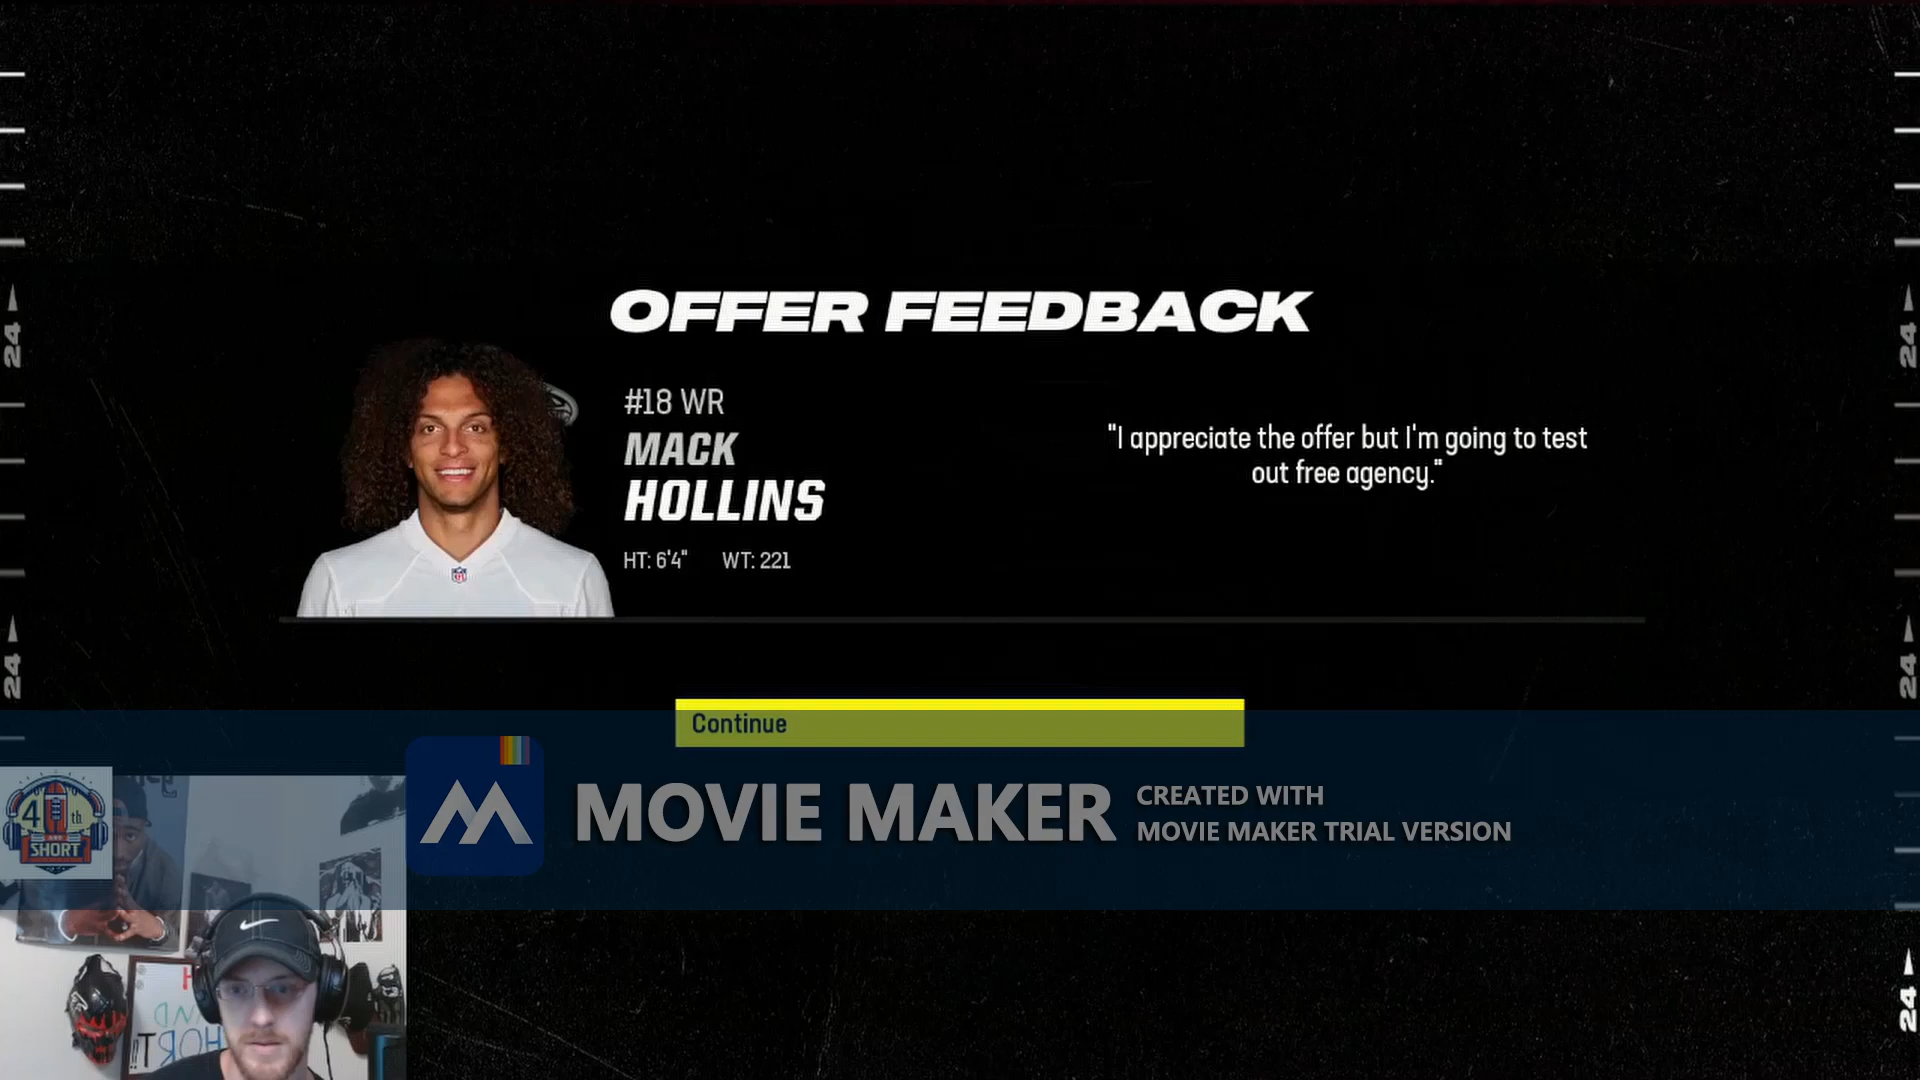 OFFER FEEDBACK
#18 WR
MACK
HOLLINS
HT: 6'4" WT: 221
"I appreciate the offer but I'm going to test
out free agency."
Continue
MOVIE MAKER
CREATED WITH
MOVIE MAKER TRIAL VERSION
24
24
24
24
24
4th
AND
SHORT